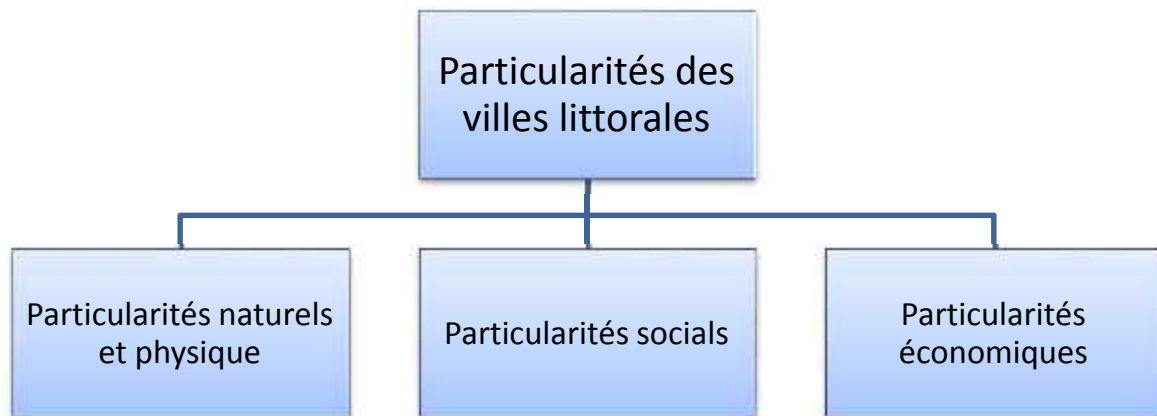 Particularités des
villes littorales
Particularités naturels
et physique
Particularités socials
Particularités
économiques